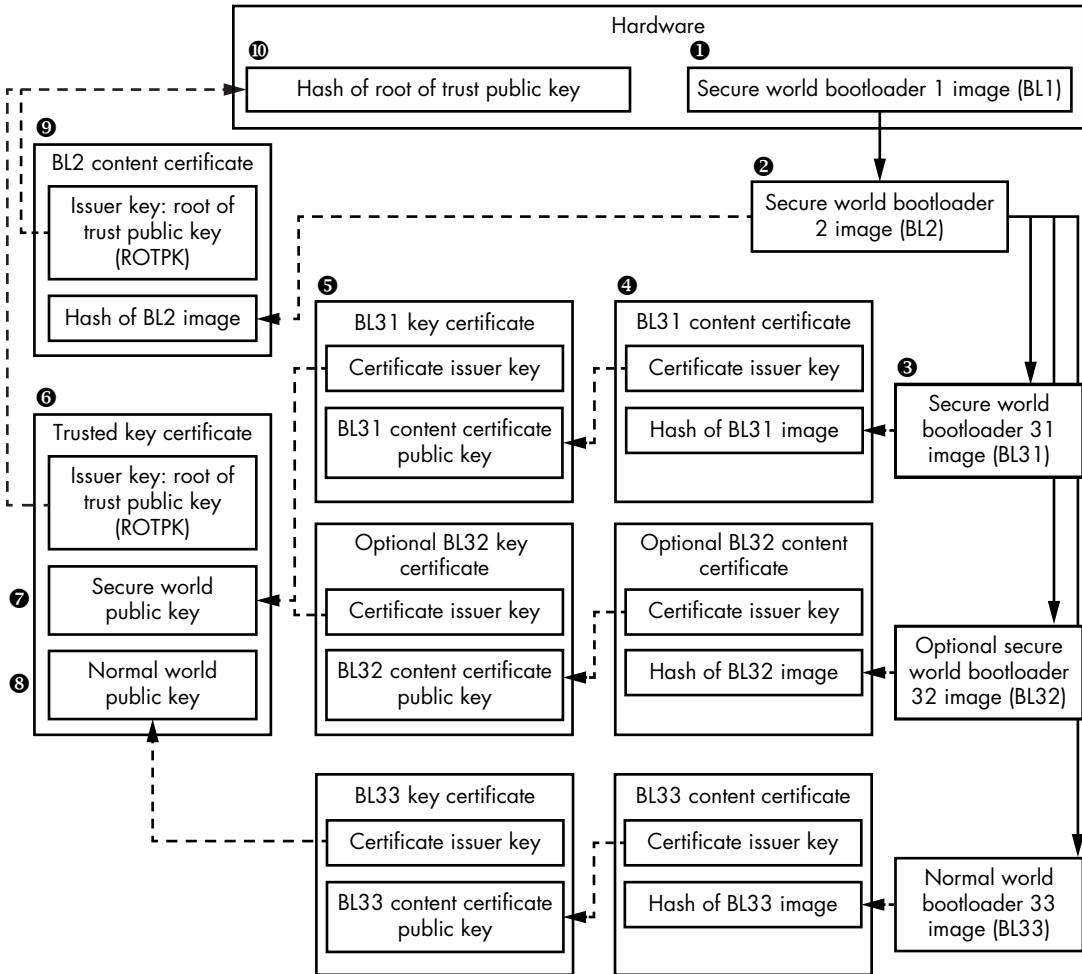 Hardware
❿
❶
Hash of root of trust public key
Secure world bootloader 1 image (BL1)
❾
BL2 content certificate
Issuer key: root of
trust public key
(ROTPK)
Hash of BL2 image
❷
Secure world bootloader
2 image (BL2)
❺
BL31 key certificate
Certificate issuer key
BL31 content certificate
public key
❹
BL31 content certificate
Certificate issuer key
Hash of BL31 image
❸
Secure world
bootloader 31
image (BL31)
❻
Trusted key certificate
Issuer key: root of
trust public key
(ROTPK)
❼
Secure world
public key
❽
Normal world
public key
Optional BL32 key
certificate
Certificate issuer key
BL32 content certificate
public key
Optional BL32 content
certificate
Certificate issuer key
Hash of BL32 image
Optional secure
world bootloader
32 image (BL32)
BL33 key certificate
Certificate issuer key
BL33 content certificate
public key
BL33 content certificate
Certificate issuer key
Hash of BL33 image
Normal world
bootloader 33
image (BL33)